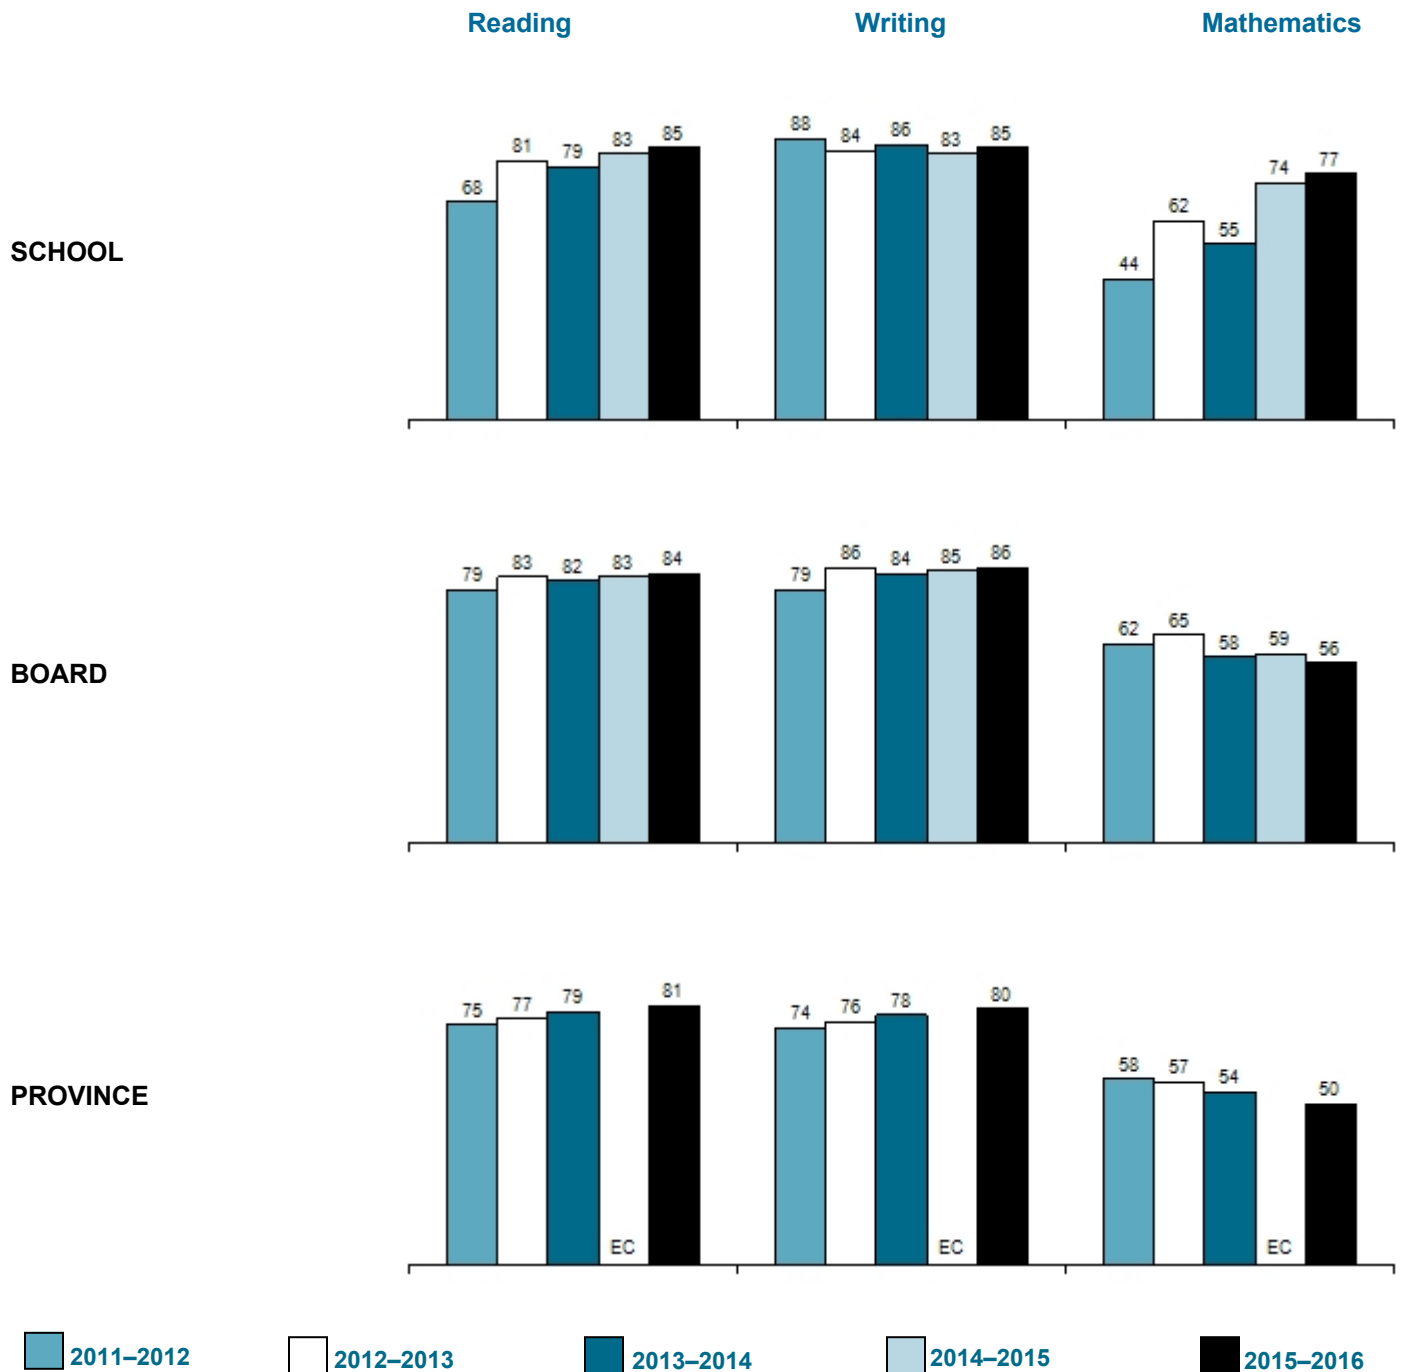 Reading Writing Mathematics
68 81 79 83 85 88 84 86 83 85 44 62 55 74 77
SCHOOL
79 83 82 83 84 79 86 84 85 86 62 65 58 59 56
BOARD
75 77 79 EC 81 74 76 78 EC 80 58 57 54 EC 50
PROVINCE
2011–2012 2012–2013 2013–2014 2014–2015 2015–2016